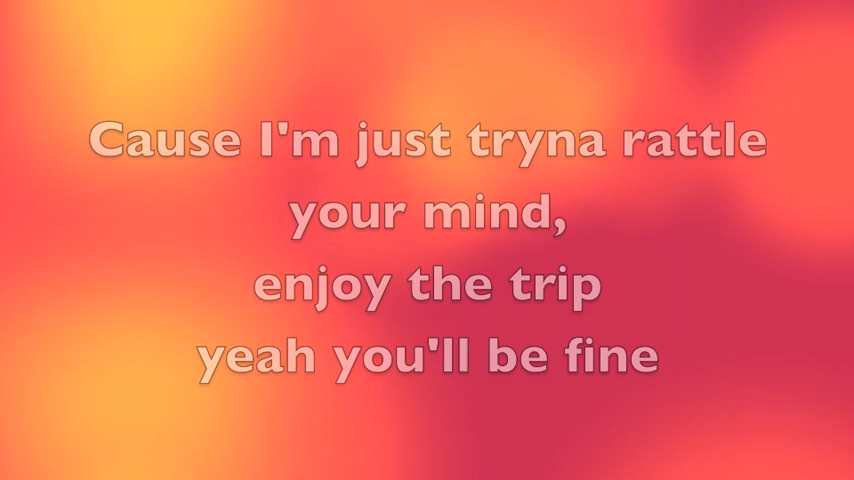 Cause I'm just tryna rattle
your mind,
enjoy the trip
yeah you'll be fine